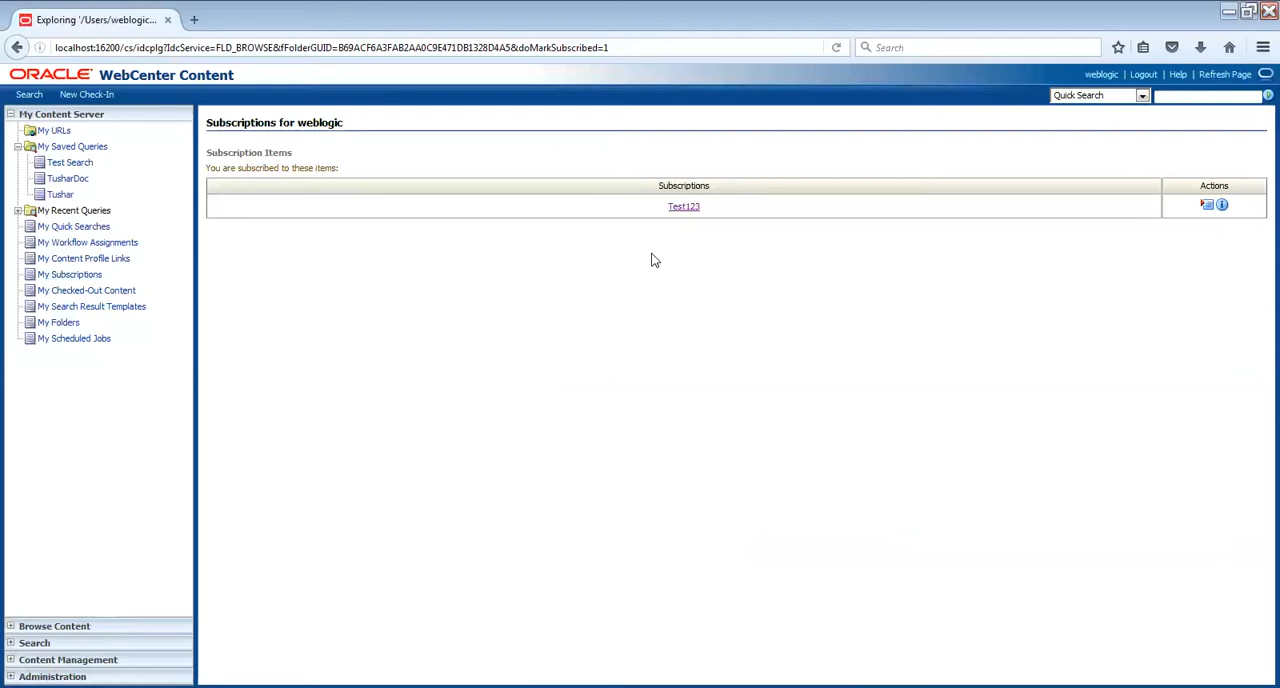 Exploring '/Users/weblogic...
localhost:16200/cs/idcplg?IdcService=FLD_BROWSE&fFolderGUID=B69ACF6A3FAB2AA0C9E471DB1328D4A5&doMarkSubscribed=1
Search
ORACLE WebCenter Content
weblogic | Logout | Help | Refresh Page
Search
New Check-In
Quick Search
My Content Server
My URLs
My Saved Queries
Test Search
TusharDoc
Tushar
My Recent Queries
My Quick Searches
My Workflow Assignments
My Content Profile Links
My Subscriptions
My Checked-Out Content
My Search Result Templates
My Folders
My Scheduled Jobs
Browse Content
Search
Content Management
Administration
Subscriptions for weblogic
Subscription Items
You are subscribed to these items:
Subscriptions
Actions
Test123